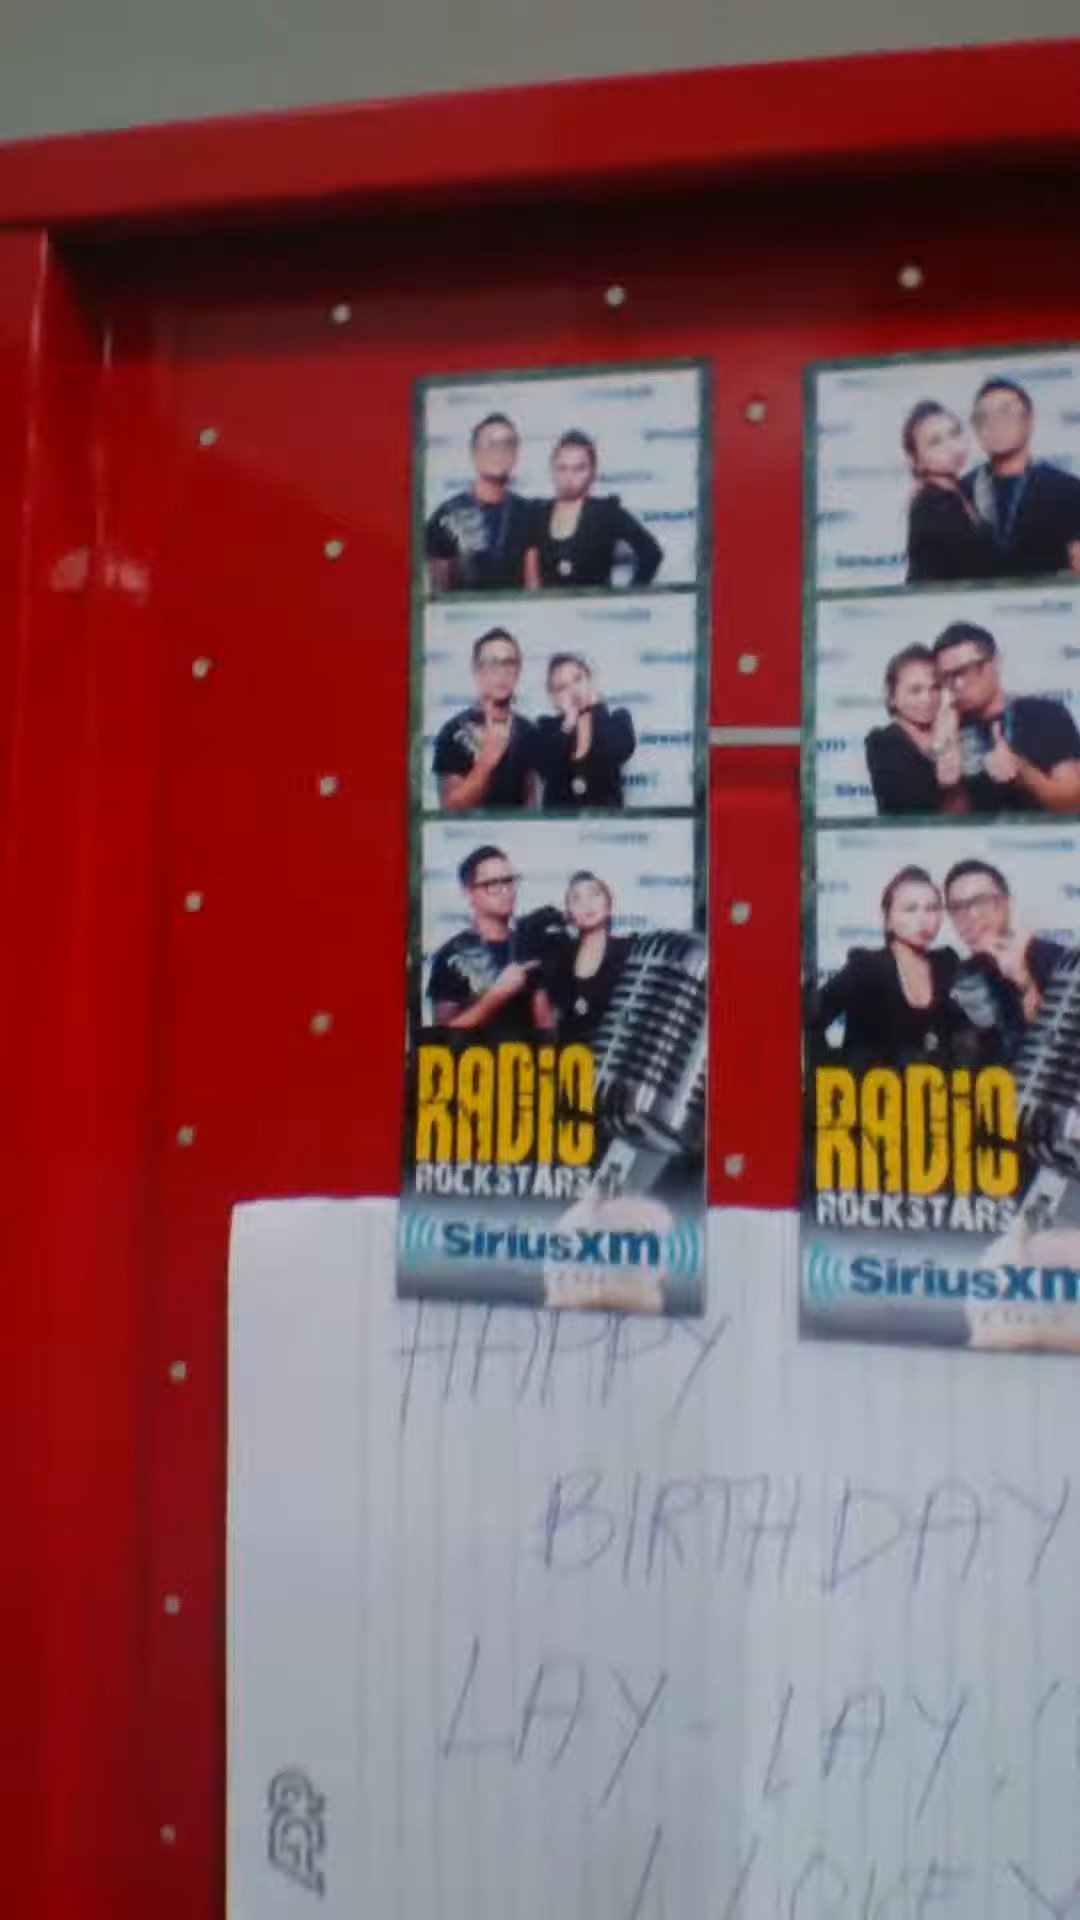 RADIO
ROCKSTARS
SiriusXm
RADIO
ROCKSTARS
SiriusXm
HAPPY
BIRTHDAY
LAY-LAY,